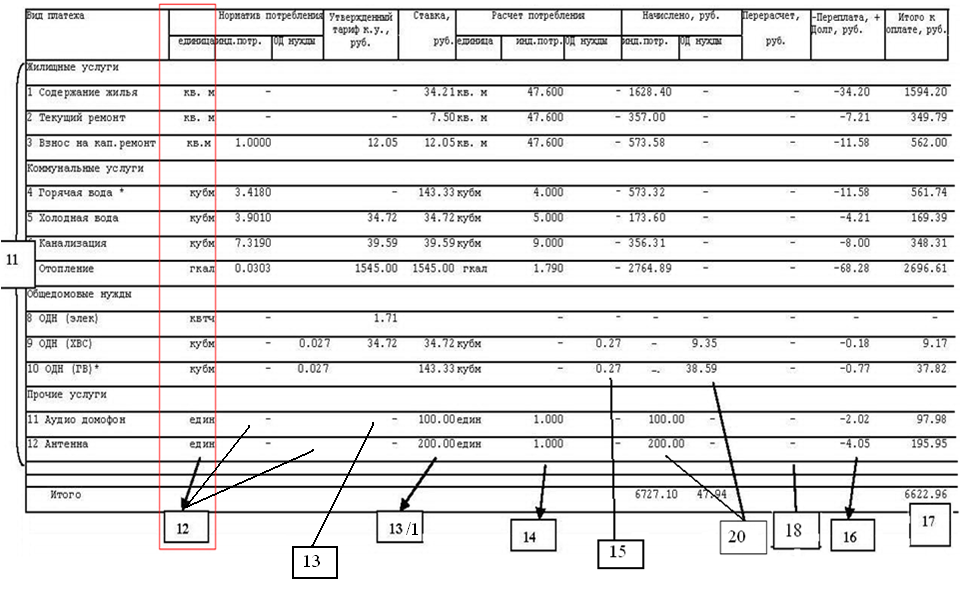 Вид платежа Норматив потребления Утвержденный тариф к.у., руб. Ставка, руб. Расчет потребления Начислено, руб. Перерасчет, руб. -Переплата, + Долг, руб. Итого к оплате, руб.
единица инд.потр. ОД нужды единица инд.потр. ОД нужды инд.потр. ОД нужды
Жилищные услуги
1 Содержание жилья кв. м - - 34.21 кв. м 47.600 - 1628.40 - - -34.20 1594.20
2 Текущий ремонт кв. м - - 7.50 кв. м 47.600 - 357.00 - - -7.21 349.79
3 Взнос на кап.ремонт кв.м 1.0000 12.05 12.05 кв. м 47.600 - 573.58 - - -11.58 562.00
Коммунальные услуги
4 Горячая вода * кубм 3.4180 - 143.33 кубм 4.000 - 573.32 - - -11.58 561.74
5 Холодная вода кубм 3.9010 34.72 34.72 кубм 5.000 - 173.60 - - -4.21 169.39
Канализация кубм 7.3190 39.59 39.59 кубм 9.000 - 356.31 - - -8.00 348.31
11
Отопление гкал 0.0303 1545.00 1545.00 гкал 1.790 - 2764.89 - - -68.28 2696.61
Общедомовые нужды
8 ОДН (элек) квтч - 1.71 - - - - - - -
9 ОДН (ХВС) кубм - 0.027 34.72 34.72 кубм - 0.27 - 9.35 - -0.18 9.17
10 ОДН (ГВ)* кубм - 0.027 143.33 кубм - 0.27 -. 38.59 - -0.77 37.82
Прочие услуги
11 Аудио домофон един - - 100.00 един 1.000 - 100.00 - - -2.02 97.98
12 Антенна един - - 200.00 един 1.000 - 200.00 - - -4.05 195.95
Итого 6727.10 47.94 6622.96
12 13 13/1 14 15 20 18 16 17